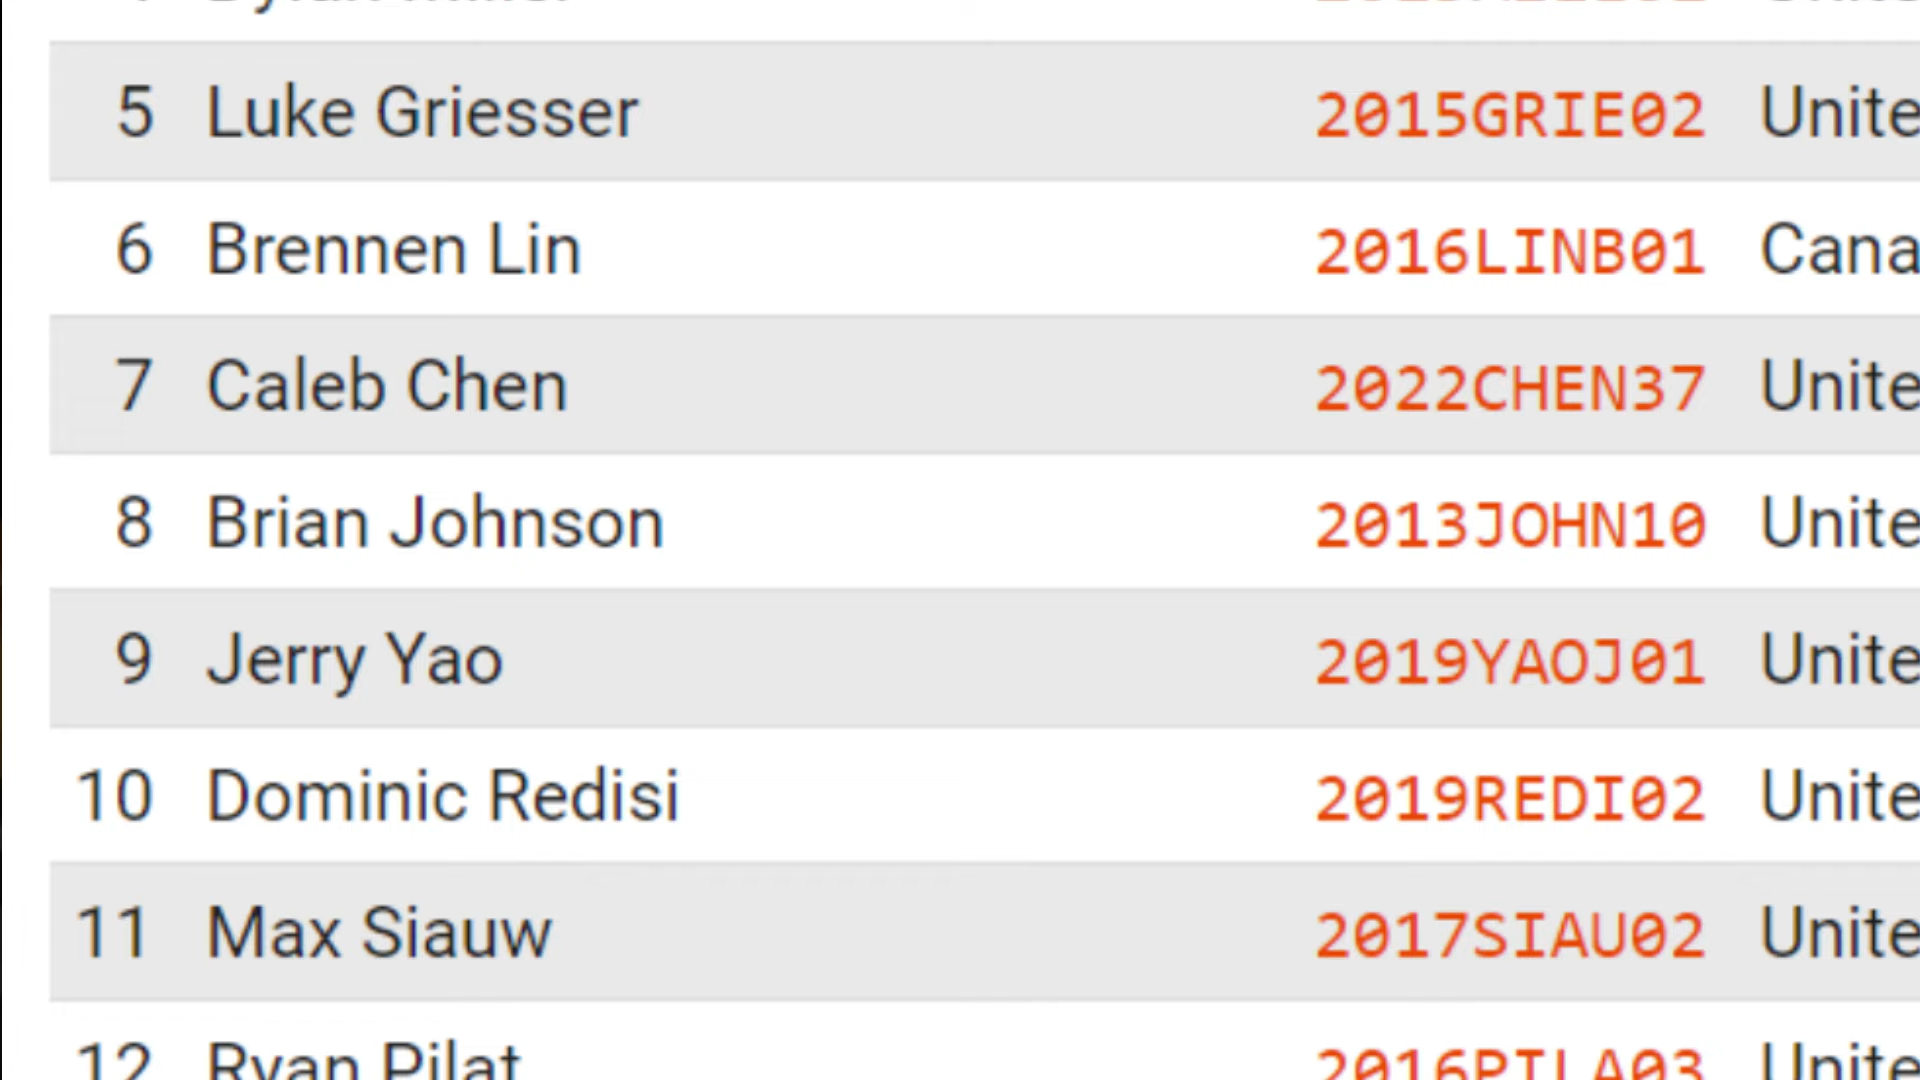 5 Luke Griesser 2015GRIE02 Unite
6 Brennen Lin 2016LINB01 Cana
7 Caleb Chen 2022CHEN37 Unite
8 Brian Johnson 2013JOHN10 Unite
9 Jerry Yao 2019YAOJ01 Unite
10 Dominic Redisi 2019REDI02 Unite
11 Max Siauw 2017SIAU02 Unite
12 Ryan Pilat 2016PILA03 Unite